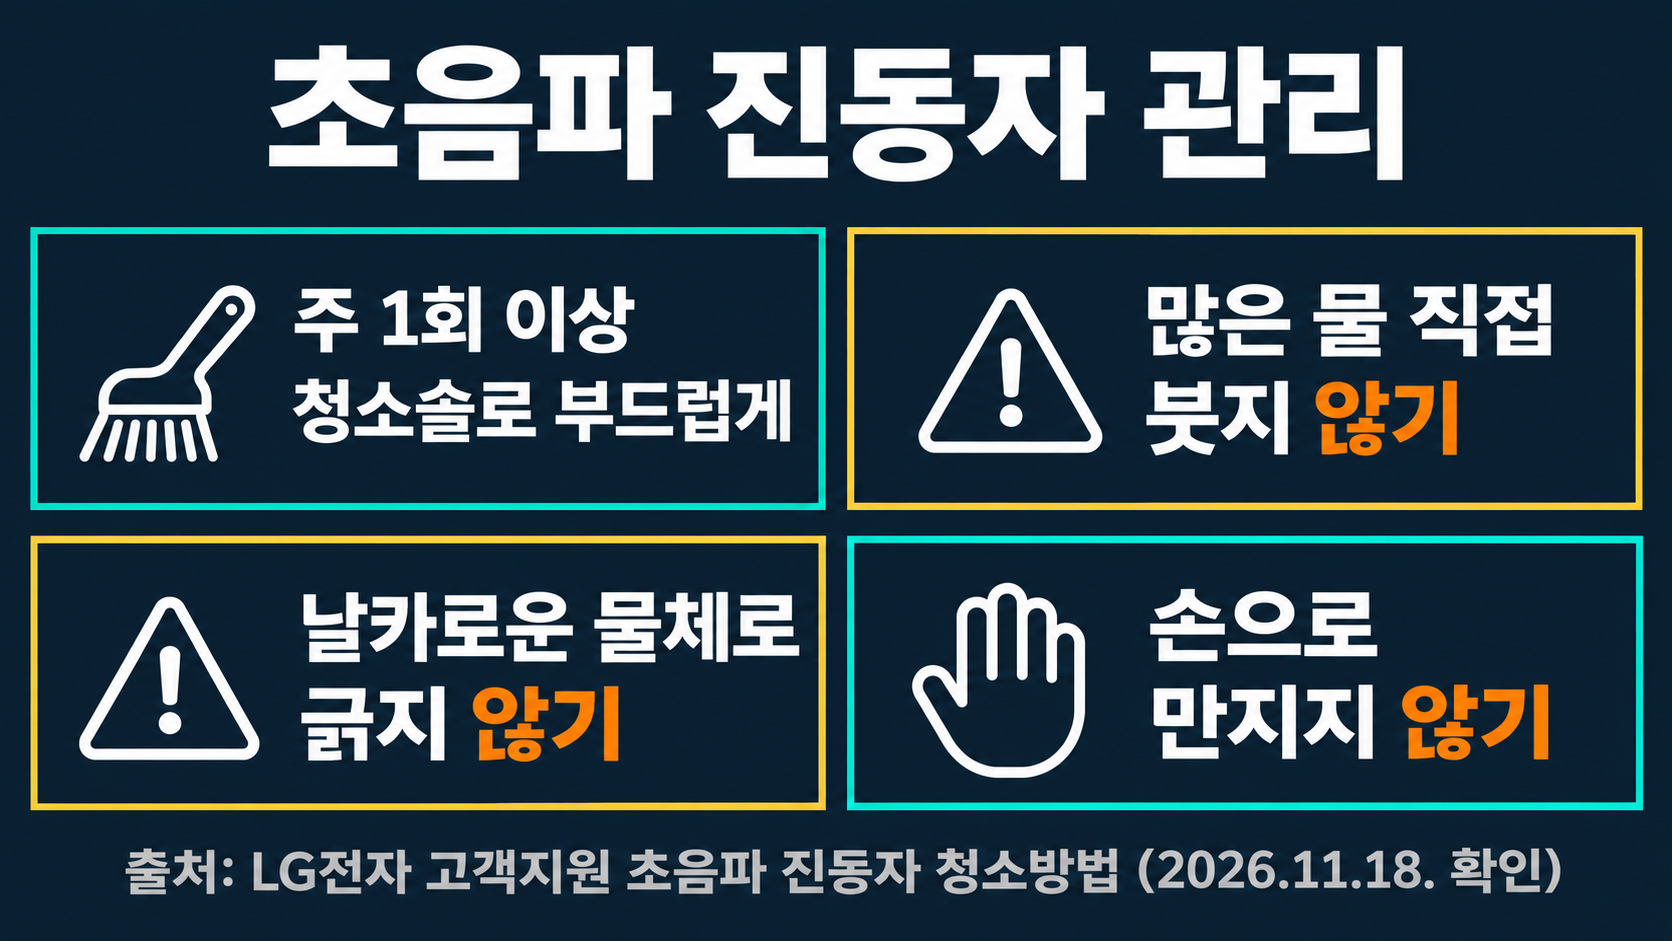 초음파 진동자 관리
주 1회 이상
청소솔로 부드럽게
많은 물 직접
붓지 않기
날카로운 물체로
긁지 않기
손으로
만지지 않기
출처: LG전자 고객지원 초음파 진동자 청소방법 (2026.11.18. 확인)